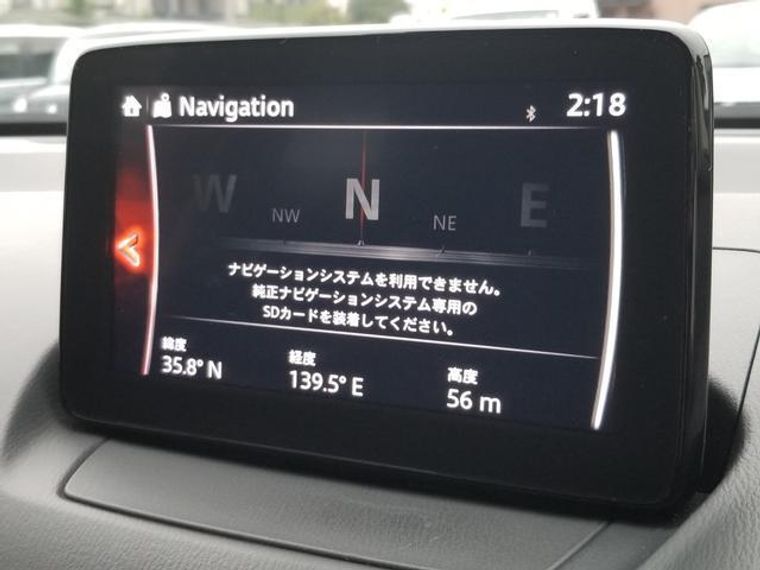 Navigation 2:18
W NW N NE E
ナビゲーションシステムを利用できません。
純正ナビゲーションシステム専用の
SDカードを装着してください。
緯度 経度 高度
35.8° N 139.5° E 56 m